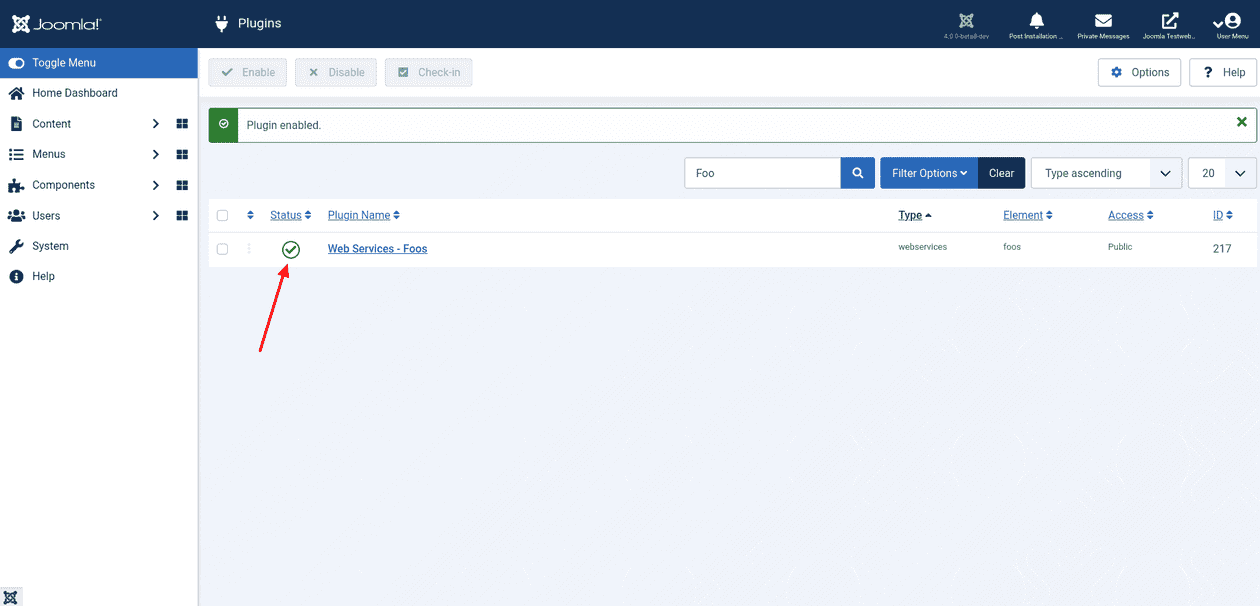 Joomla!® Plugins
4.0.0-beta8-dev Post Installation ... Private Messages Joomla Testweb... User Menu
Toggle Menu
Home Dashboard
Content
Menus
Components
Users
System
Help
Enable Disable Check-in Options ? Help
Plugin enabled.
Foo Filter Options Clear Type ascending 20
Status Plugin Name Type Element Access ID
Web Services - Foos webservices foos Public 217